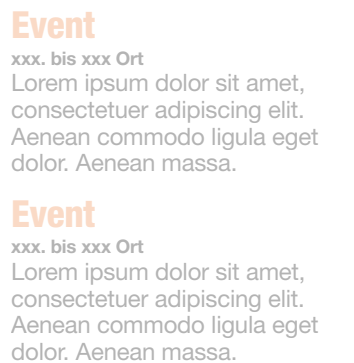 Event
xxx. bis xxx Ort
Lorem ipsum dolor sit amet,
consectetuer adipiscing elit.
Aenean commodo ligula eget
dolor. Aenean massa.
Event
xxx. bis xxx Ort
Lorem ipsum dolor sit amet,
consectetuer adipiscing elit.
Aenean commodo ligula eget
dolor. Aenean massa.